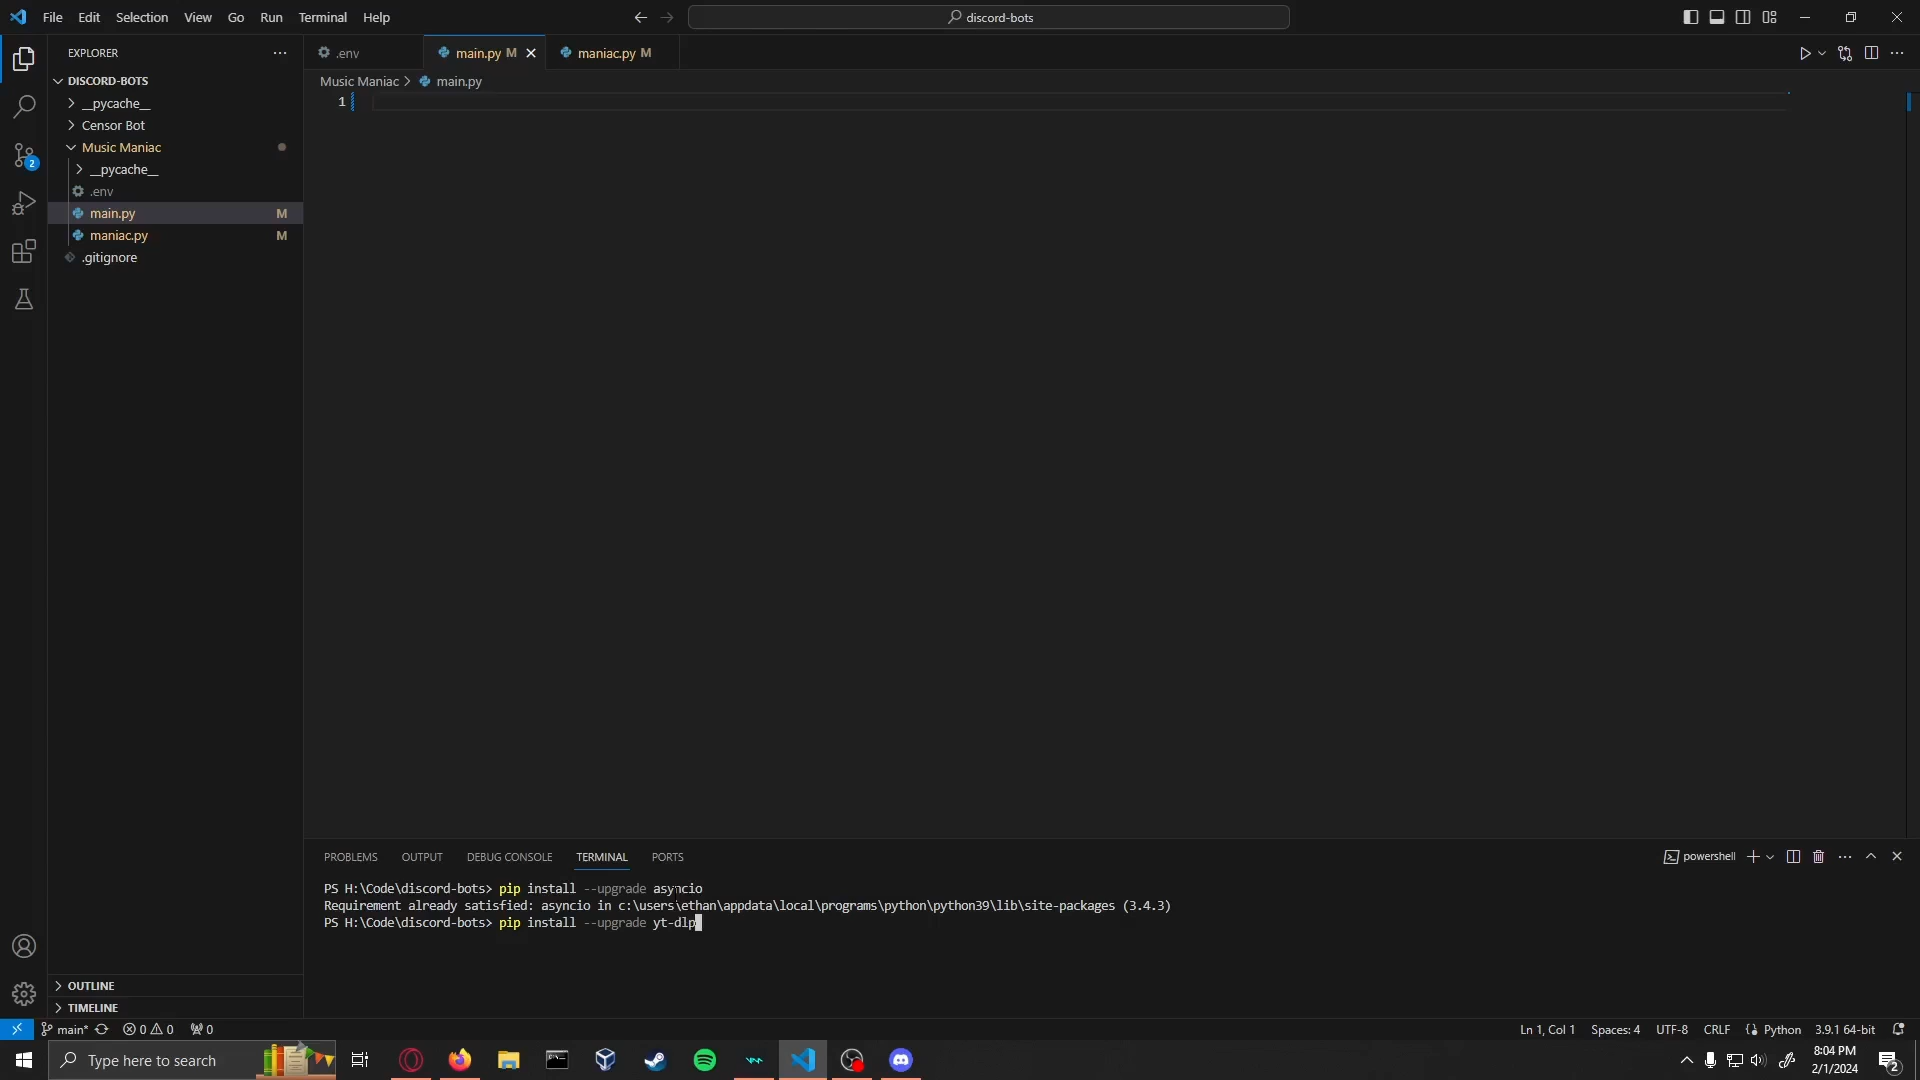 File Edit Selection View Go Run Terminal Help
discord-bots
EXPLORER
.env
main.py M
maniac.py M
DISCORD-BOTS
Music Maniac > main.py
__pycache__
1
Censor Bot
Music Maniac
__pycache__
.env
main.py M
maniac.py M
.gitignore
PROBLEMS OUTPUT DEBUG CONSOLE TERMINAL PORTS
powershell
PS H:\Code\discord-bots> pip install --upgrade asyncio
Requirement already satisfied: asyncio in c:\users\ethan\appdata\local\programs\python\python39\lib\site-packages (3.4.3)
PS H:\Code\discord-bots> pip install --upgrade yt-dlp
OUTLINE
TIMELINE
2
main* 0 0 0
Ln 1, Col 1 Spaces: 4 UTF-8 CRLF Python 3.9.1 64-bit
Type here to search
8:04 PM
2/1/2024
2